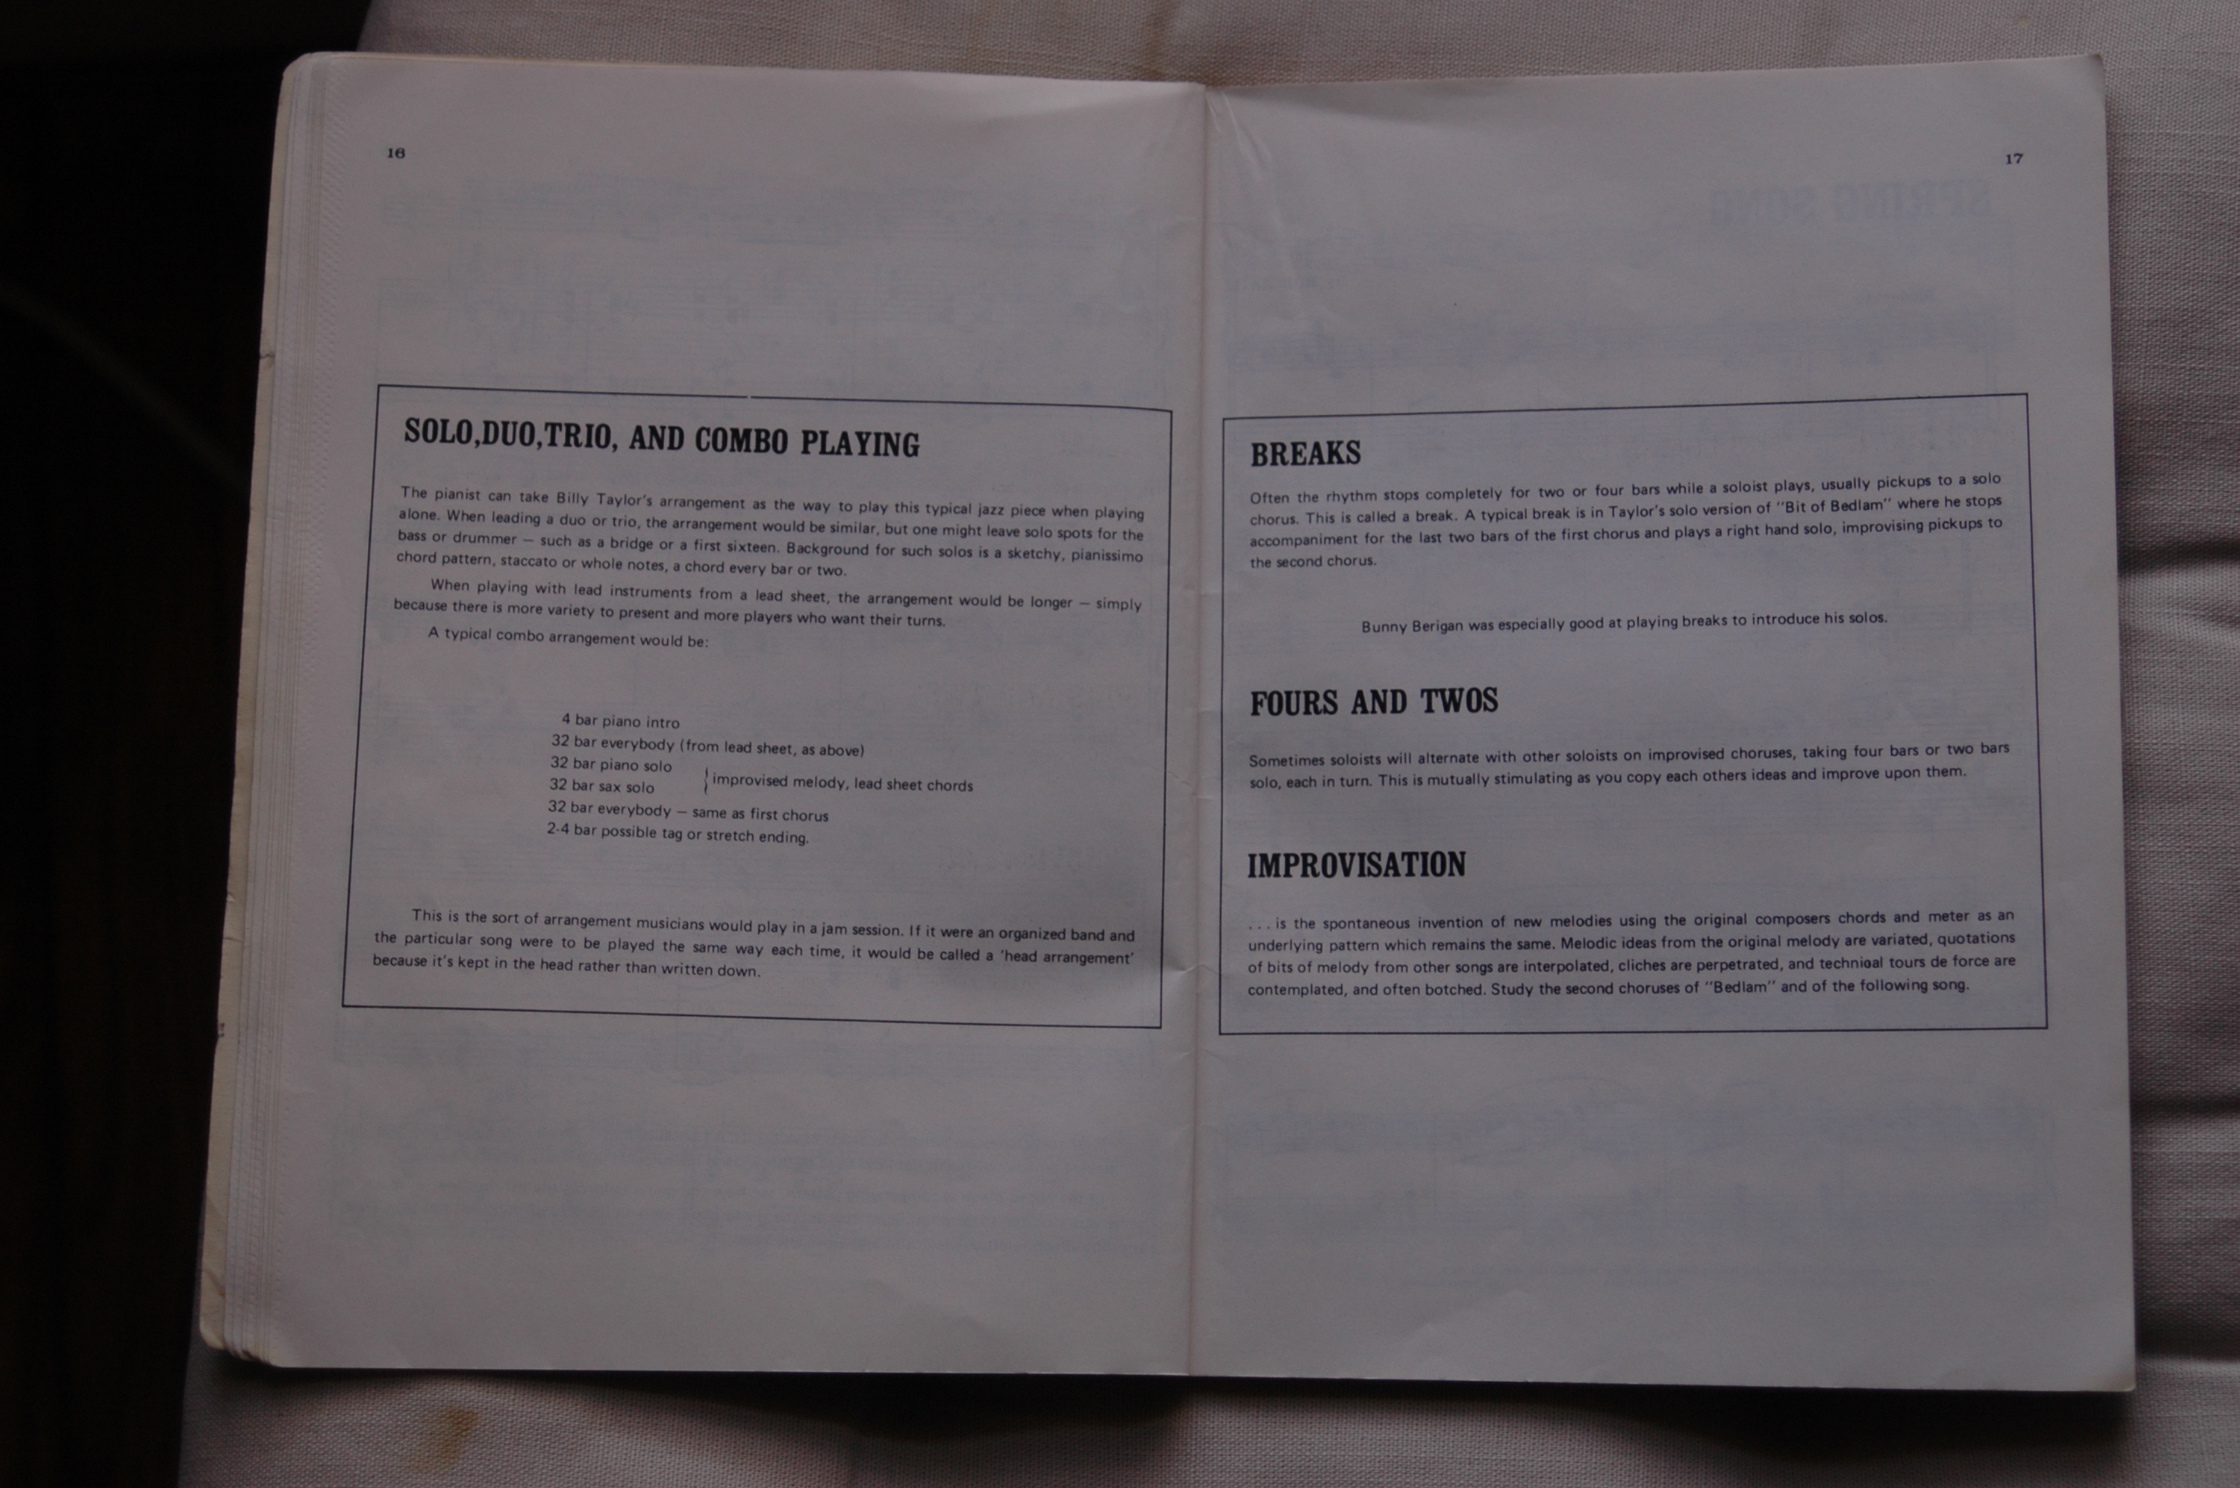 16
SOLO,DUO,TRIO, AND COMBO PLAYING
The pianist can take Billy Taylor's arrangement as the way to play this typical jazz piece when playing
alone. When leading a duo or trio, the arrangement would be similar, but one might leave solo spots for the
bass or drummer — such as a bridge or a first sixteen. Background for such solos is a sketchy, pianissimo
chord pattern, staccato or whole notes, a chord every bar or two.
When playing with lead instruments from a lead sheet, the arrangement would be longer — simply
because there is more variety to present and more players who want their turns.
A typical combo arrangement would be:
4 bar piano intro
32 bar everybody (from lead sheet, as above)
32 bar piano solo
32 bar sax solo
improvised melody, lead sheet chords
32 bar everybody — same as first chorus
2-4 bar possible tag or stretch ending.
This is the sort of arrangement musicians would play in a jam session. If it were an organized band and
the particular song were to be played the same way each time, it would be called a 'head arrangement'
because it's kept in the head rather than written down.
17
SPRING SONG
BREAKS
Often the rhythm stops completely for two or four bars while a soloist plays, usually pickups to a solo
chorus. This is called a break. A typical break is in Taylor's solo version of "Bit of Bedlam" where he stops
accompaniment for the last two bars of the first chorus and plays a right hand solo, improvising pickups to
the second chorus.
Bunny Berigan was especially good at playing breaks to introduce his solos.
FOURS AND TWOS
Sometimes soloists will alternate with other soloists on improvised choruses, taking four bars or two bars
solo, each in turn. This is mutually stimulating as you copy each others ideas and improve upon them.
IMPROVISATION
. . . is the spontaneous invention of new melodies using the original composers chords and meter as an
underlying pattern which remains the same. Melodic ideas from the original melody are variated, quotations
of bits of melody from other songs are interpolated, cliches are perpetrated, and technical tours de force are
contemplated, and often botched. Study the second choruses of "Bedlam" and of the following song.